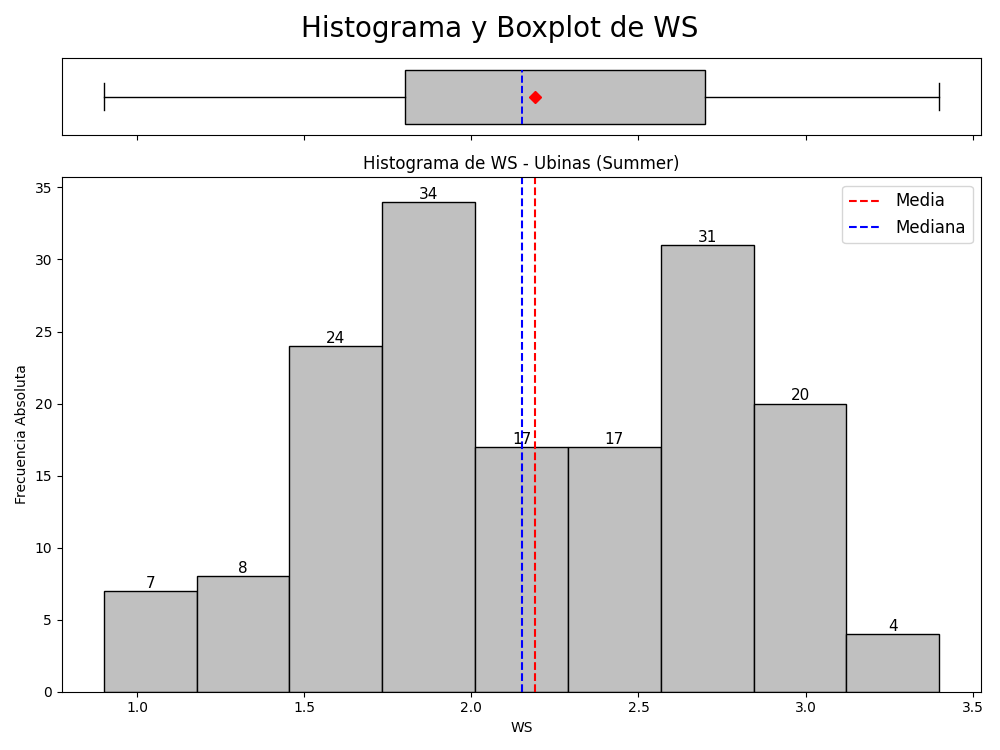 Histograma y Boxplot de WS
Histograma de WS - Ubinas (Summer)
35
30
25
20
15
10
5
0
Frecuencia Absoluta
7
8
24
34
17
17
31
20
4
Media
Mediana
1.0 1.5 2.0 2.5 3.0 3.5
WS